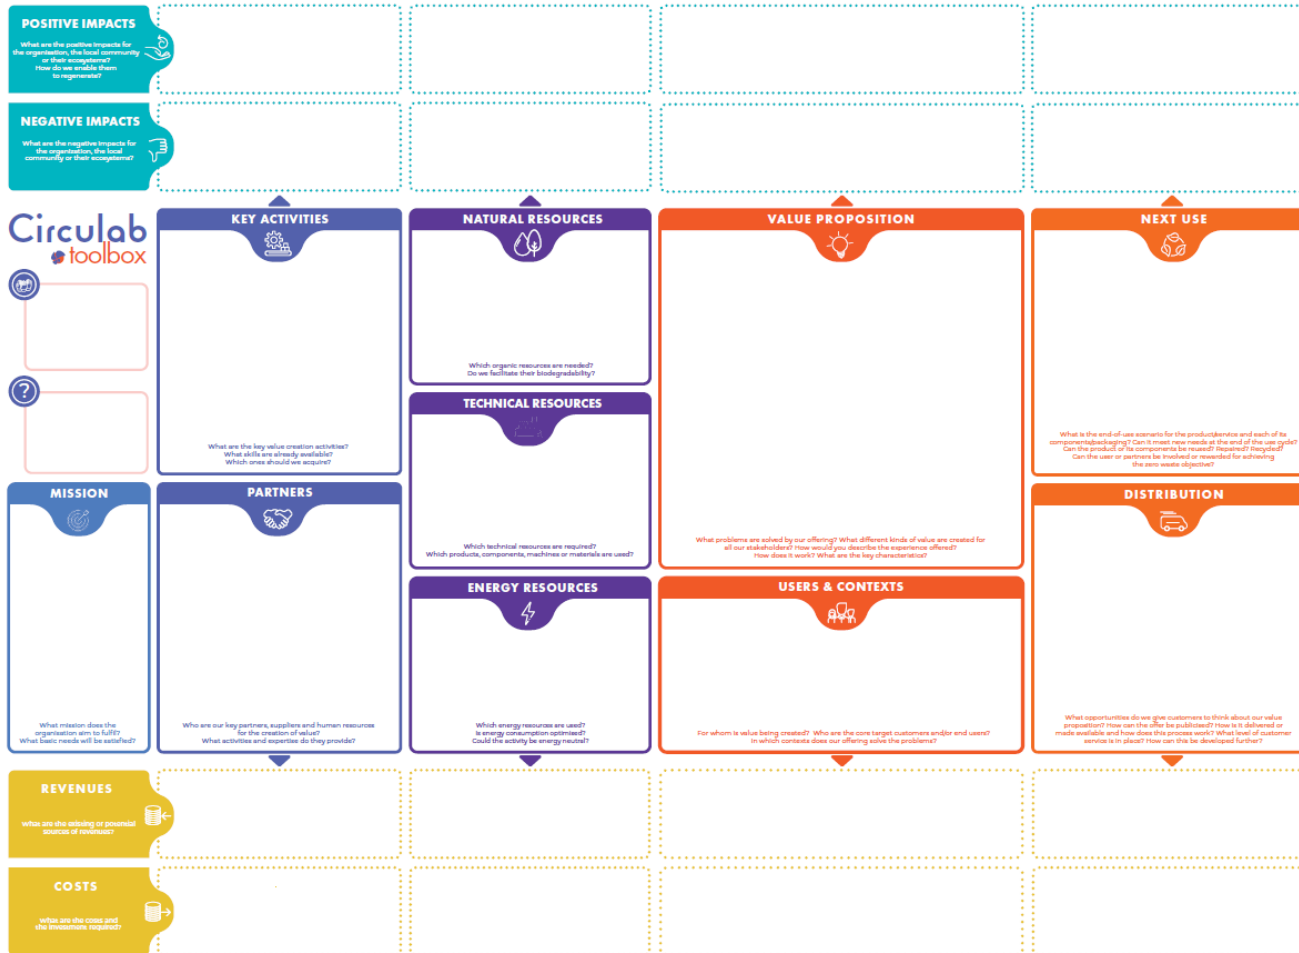 POSITIVE IMPACTS
What are the positive impacts for
the organisation, the local community
or their ecosystems?
How do we enable them
to regenerate?
NEGATIVE IMPACTS
What are the negative impacts for
the organisation, the local
community or their ecosystems?
Circulab
toolbox
?
KEY ACTIVITIES
What are the key value creation activities?
What skills are already available?
Which ones should we acquire?
NATURAL RESOURCES
Which organic resources are needed?
Do we facilitate their biodegradability?
TECHNICAL RESOURCES
Which technical resources are required?
Which products, components, machines or materials are used?
ENERGY RESOURCES
Which energy resources are used?
Is energy consumption optimised?
Could the activity be energy neutral?
VALUE PROPOSITION
What problems are solved by our offering? What different kinds of value are created for
all our stakeholders? How would you describe the experience offered?
How does it work? What are the key characteristics?
USERS & CONTEXTS
For whom is value being created? Who are the core target customers and/or end users?
In which contexts does our offering solve the problems?
NEXT USE
What is the end-of-use scenario for the product/service and each of its
components/packaging? Can it meet new needs at the end of the use cycle?
Can the product or its components be reused? Repaired? Recycled?
Can the user or partners be involved or rewarded for achieving
the zero waste objective?
DISTRIBUTION
What opportunities do we give customers to think about our value
proposition? How can the offer be publicised? How is it delivered or
made available and how does this process work? What level of customer
service is in place? How can this be developed further?
MISSION
What mission does the
organisation aim to fulfil?
What basic needs will be satisfied?
PARTNERS
Who are our key partners, suppliers and human resources
for the creation of value?
What activities and expertise do they provide?
REVENUES
What are the existing or potential
sources of revenues?
COSTS
What are the costs and
the investment required?